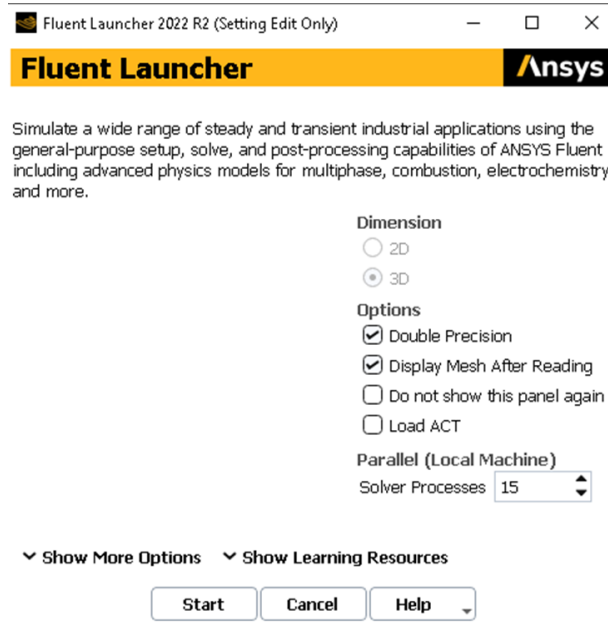 Fluent Launcher 2022 R2 (Setting Edit Only)
Fluent Launcher
Ansys
Simulate a wide range of steady and transient industrial applications using the
general-purpose setup, solve, and post-processing capabilities of ANSYS Fluent
including advanced physics models for multiphase, combustion, electrochemistry
and more.
Dimension
2D
3D
Options
Double Precision
Display Mesh After Reading
Do not show this panel again
Load ACT
Parallel (Local Machine)
Solver Processes 15
Show More Options Show Learning Resources
Start Cancel Help